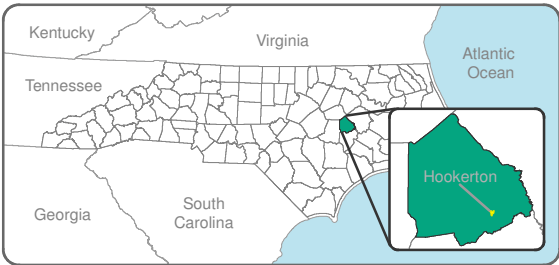 Kentucky
Virginia
Atlantic
Ocean
Tennessee
Hookerton
Georgia
South
Carolina